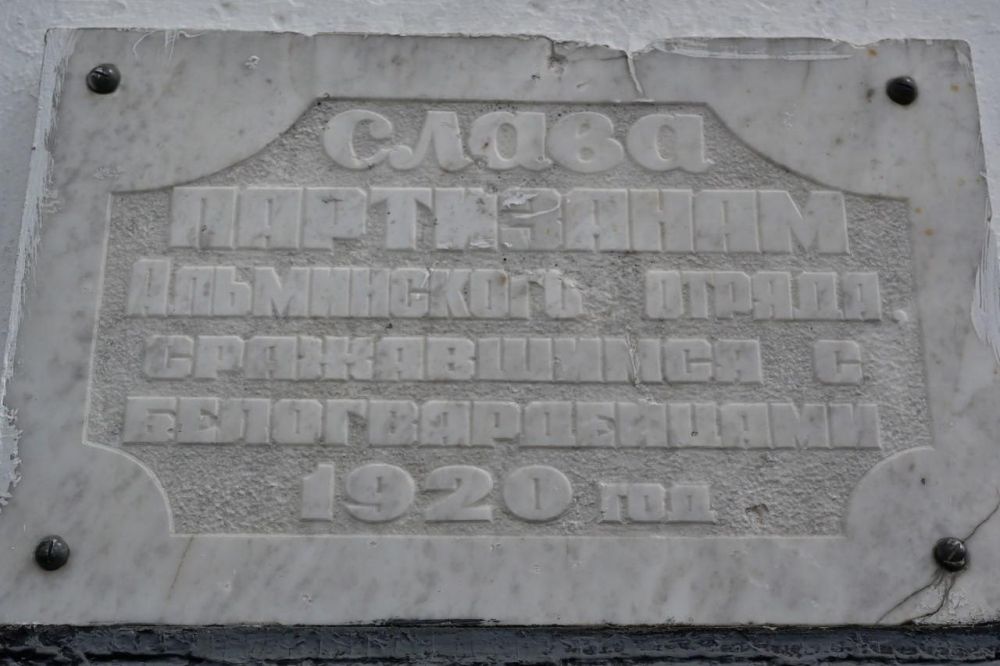 Слава
ПАРТИЗАНАМ
АЛЬМИНСКОГО ОТРЯДА,
СРАЖАВШИМСЯ С
БЕЛОГВАРДЕЙЦАМИ
1920 ГОД